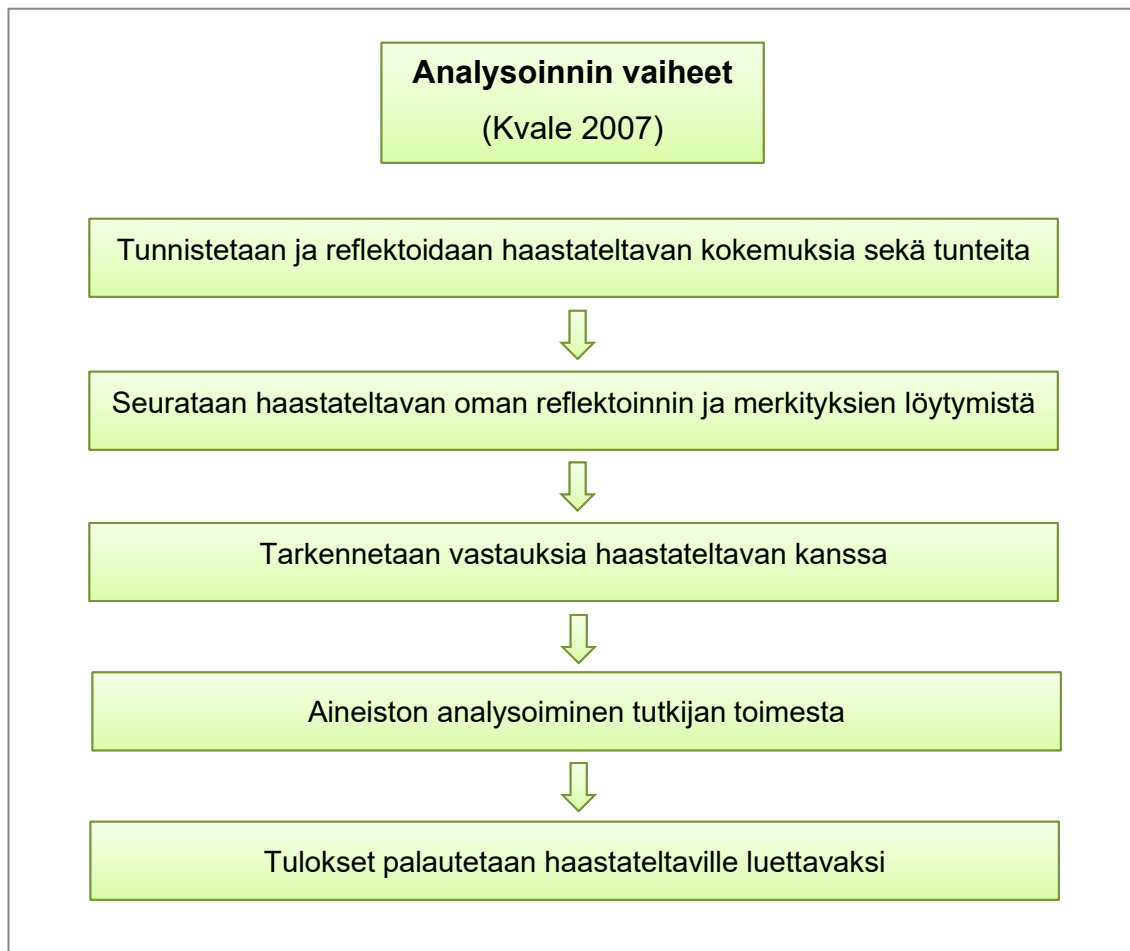 Analysoinnin vaiheet
(Kvale 2007)
Tunnistetaan ja reflektoidaan haastateltavan kokemuksia sekä tunteita
Seurataan haastateltavan oman reflektoinnin ja merkityksien löytymistä
Tarkennetaan vastauksia haastateltavan kanssa
Aineiston analysoiminen tutkijan toimesta
Tulokset palautetaan haastateltaville luettavaksi